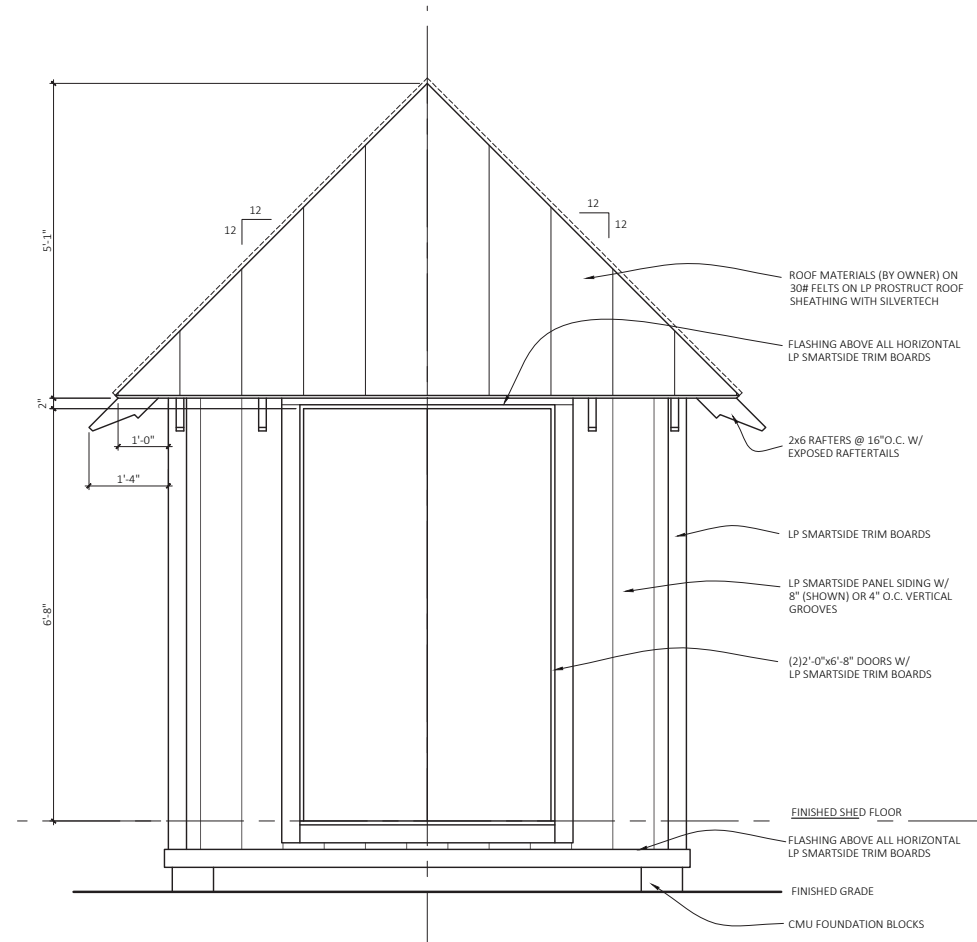 5'-1"
12
12
12
12
ROOF MATERIALS (BY OWNER) ON
30# FELTS ON LP PROSTRUCT ROOF
SHEATHING WITH SILVERTECH
FLASHING ABOVE ALL HORIZONTAL
LP SMARTSIDE TRIM BOARDS
2"
1'-0"
1'-4"
2x6 RAFTERS @ 16"O.C. W/
EXPOSED RAFTERTAILS
LP SMARTSIDE TRIM BOARDS
6'-8"
LP SMARTSIDE PANEL SIDING W/
8" (SHOWN) OR 4" O.C. VERTICAL
GROOVES
(2)2'-0"x6'-8" DOORS W/
LP SMARTSIDE TRIM BOARDS
FINISHED SHED FLOOR
FLASHING ABOVE ALL HORIZONTAL
LP SMARTSIDE TRIM BOARDS
FINISHED GRADE
CMU FOUNDATION BLOCKS